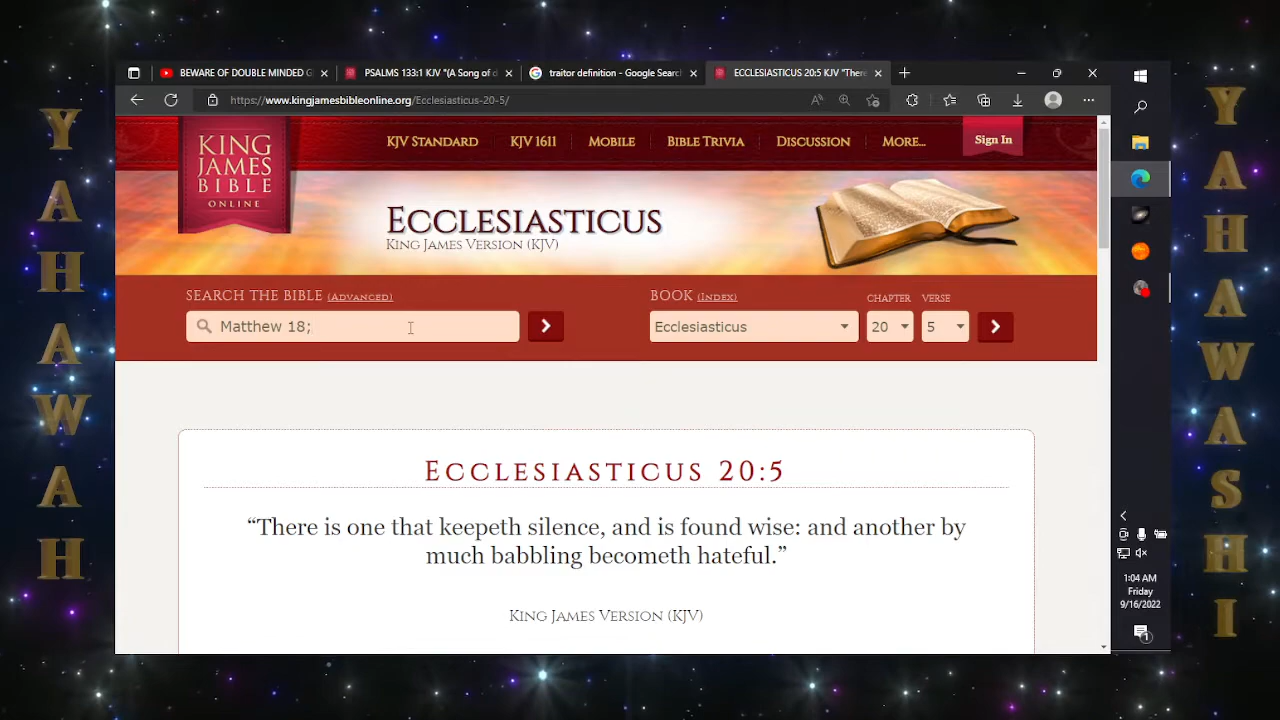 YAHAWAH
BEWARE OF DOUBLE MINDED G
PSALMS 133:1 KJV "(A Song of d
traitor definition - Google Search
ECCLESIASTICUS 20:5 KJV "There
https://www.kingjamesbibleonline.org/Ecclesiasticus-20-5/
KING
JAMES
BIBLE
ONLINE
KJV STANDARD
KJV 1611
MOBILE
BIBLE TRIVIA
DISCUSSION
MORE...
Sign In
ECCLESIASTICUS
KING JAMES VERSION (KJV)
SEARCH THE BIBLE (ADVANCED)
Matthew 18;
BOOK (INDEX)
Ecclesiasticus
CHAPTER
20
VERSE
5
ECCLESIASTICUS 20:5
“There is one that keepeth silence, and is found wise: and another by
much babbling becometh hateful.”
KING JAMES VERSION (KJV)
1:04 AM
Friday
9/16/2022
1
YAHAWASHI